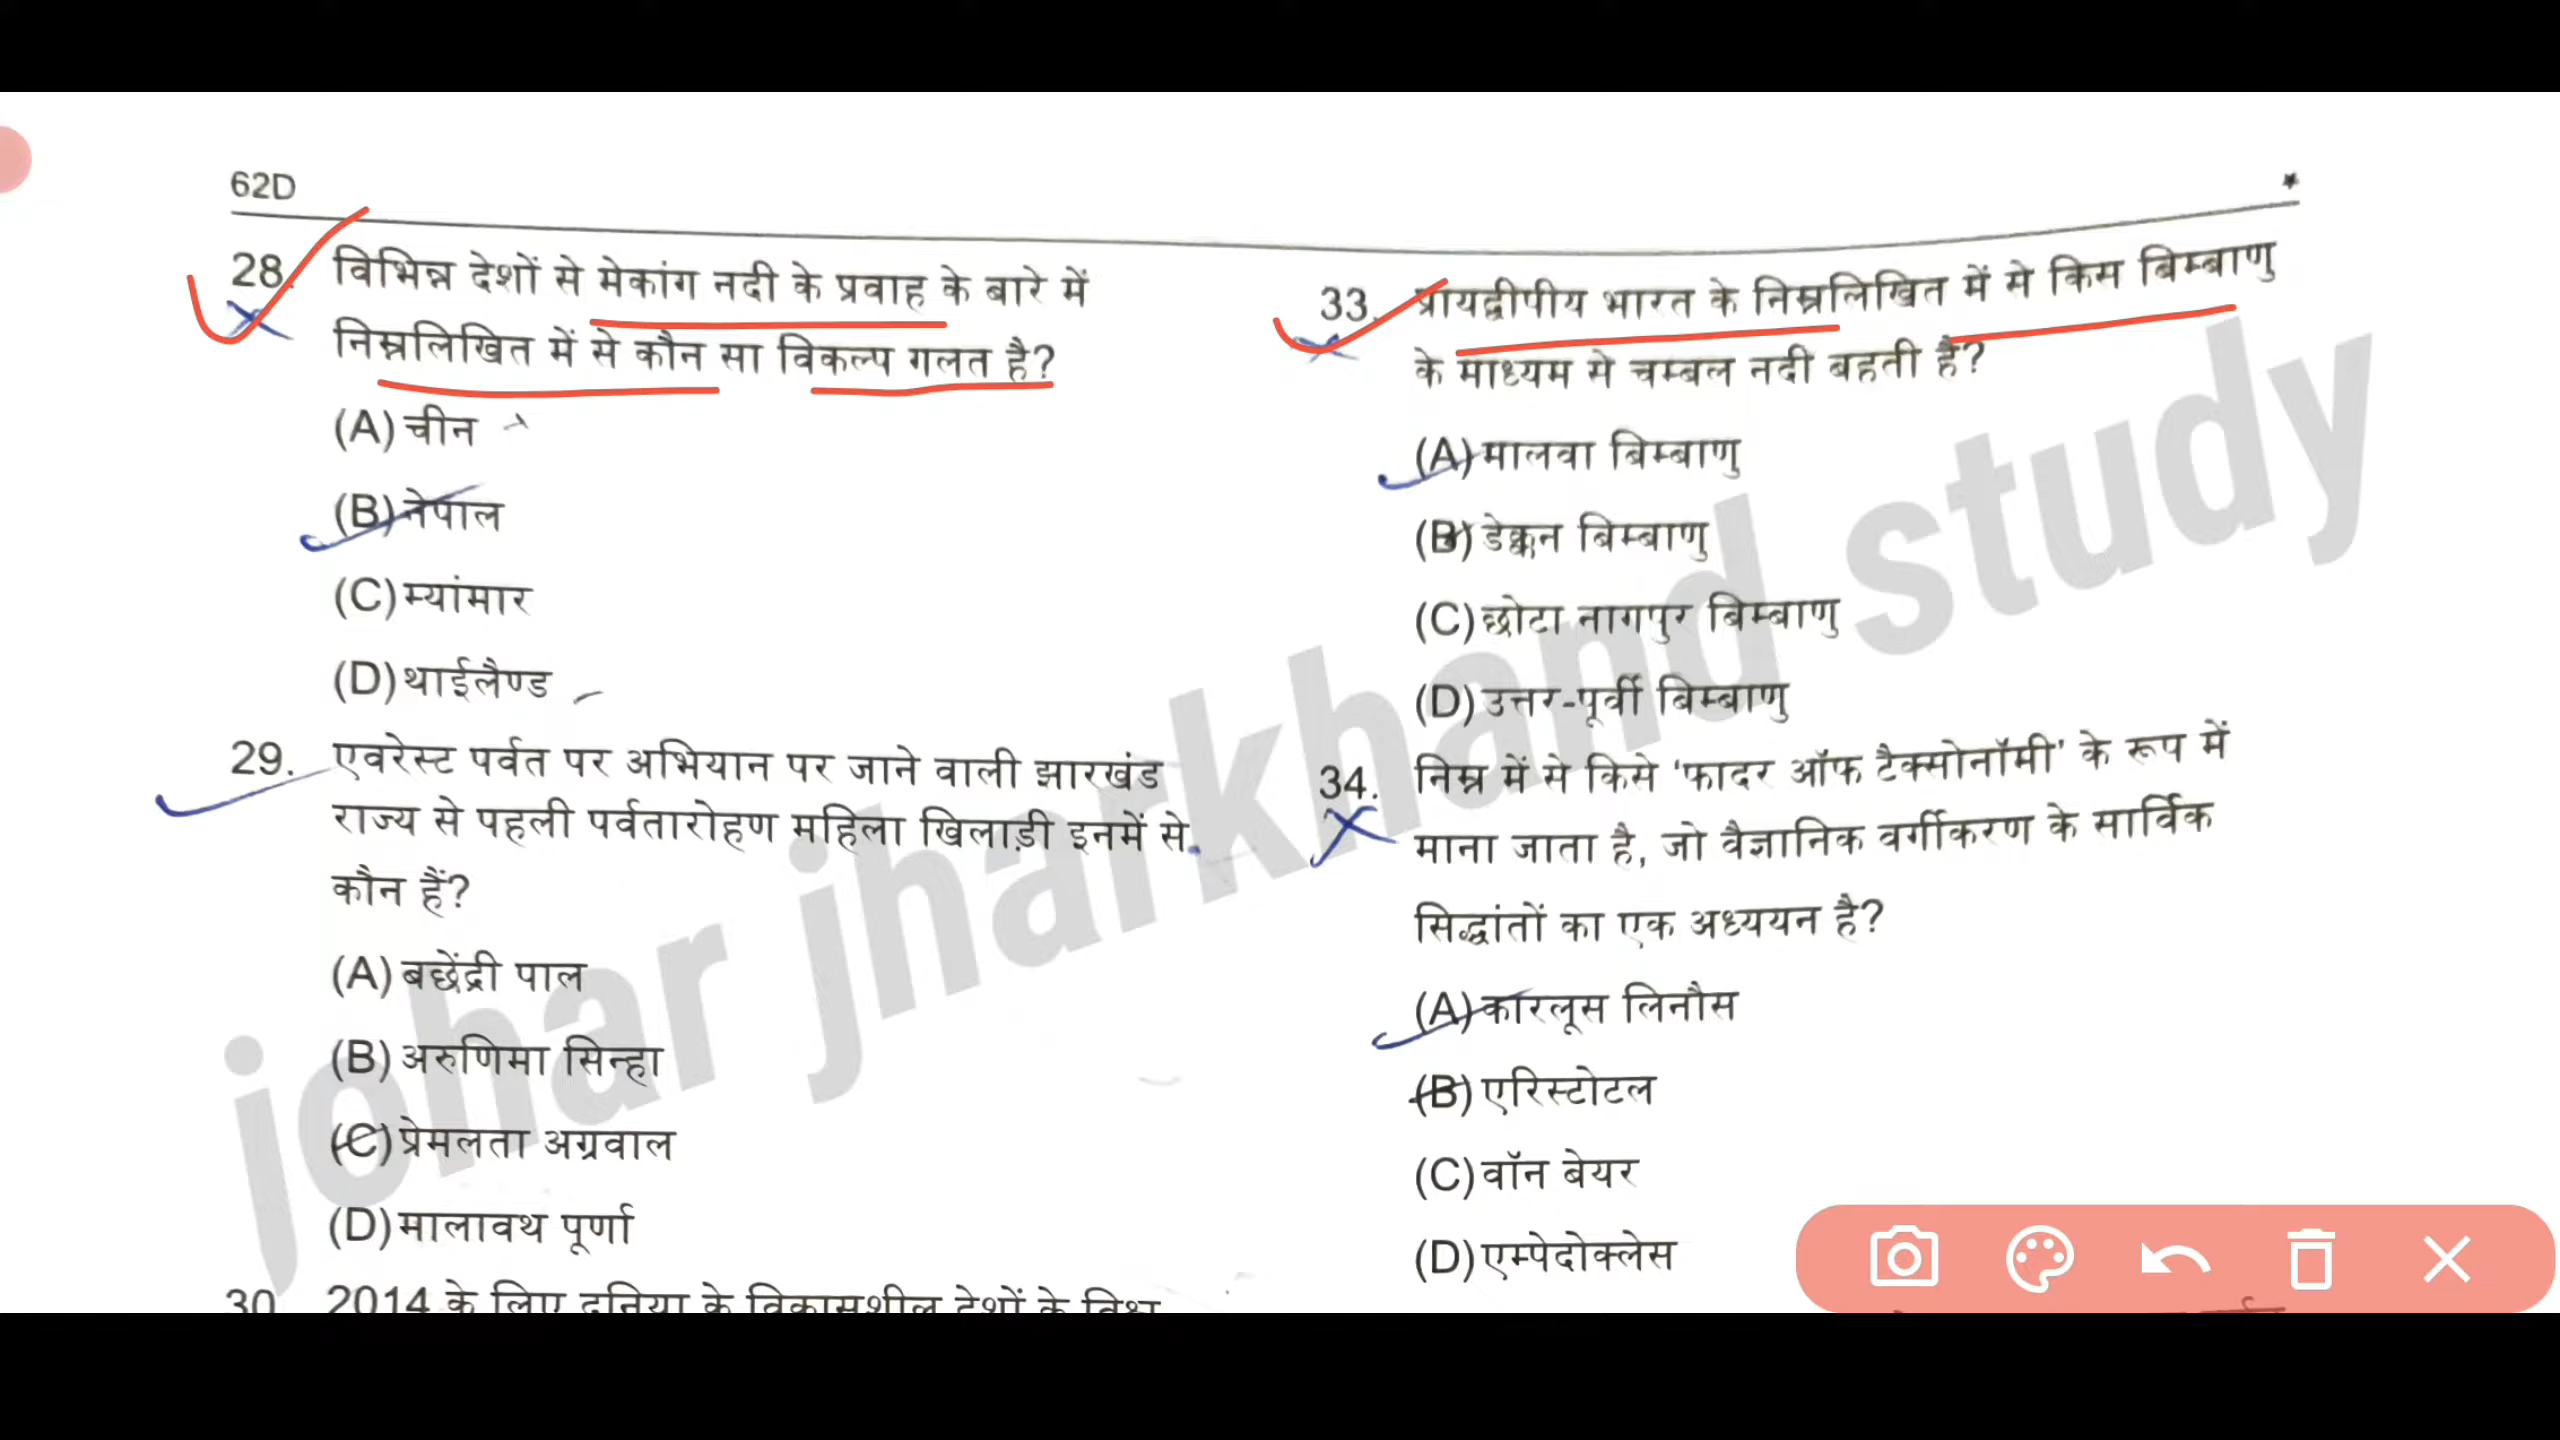 62D
*
28. विभिन्न देशों से मेकांग नदी के प्रवाह के बारे में
निम्नलिखित में से कौन सा विकल्प गलत है?
(A) चीन
(B) नेपाल
(C) म्यांमार
(D) थाईलैण्ड
29. एवरेस्ट पर्वत पर अभियान पर जाने वाली झारखंड
राज्य से पहली पर्वतारोहण महिला खिलाड़ी इनमें से
कौन हैं?
(A) बछेंद्री पाल
(B) अरुणिमा सिन्हा
(C) प्रेमलता अग्रवाल
(D) मालावथ पूर्णा
30 2014 के लिए दुनिया के विकासशील देशों के
33. प्रायद्वीपीय भारत के निम्नलिखित में से किस बिम्बाणु
के माध्यम से चम्बल नदी बहती है?
(A) मालवा बिम्बाणु
(B) डेक्कन बिम्बाणु
(C) छोटा नागपुर बिम्बाणु
(D) उत्तर-पूर्वी बिम्बाणु
34. निम्न में से किसे 'फादर ऑफ टैक्सोनॉमी' के रूप में
माना जाता है, जो वैज्ञानिक वर्गीकरण के सार्विक
सिद्धांतों का एक अध्ययन है?
(A) कारलूस लिनौस
(B) एरिस्टोटल
(C) वॉन बेयर
(D) एम्पेदोक्लेस
johar jharkhand study